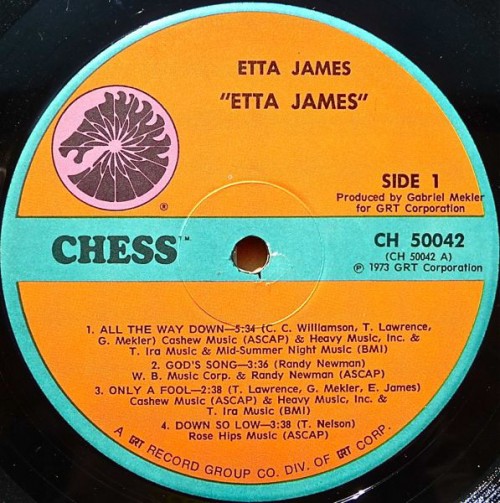 ETTA JAMES
"ETTA JAMES"
SIDE 1
Produced by Gabriel Mekler
for GRT Corporation
®
CHESS™
CH 50042
(CH 50042 A)
℗ 1973 GRT Corporation
1. ALL THE WAY DOWN—5:34 (C. C. Williamson, T. Lawrence,
G. Mekler) Cashew Music (ASCAP) & Heavy Music, Inc. &
T. Ira Music & Mid-Summer Night Music (BMI)
2. GOD'S SONG—3:36 (Randy Newman)
W. B. Music Corp. & Randy Newman (ASCAP)
3. ONLY A FOOL—2:38 (T. Lawrence, G. Mekler, E. James)
Cashew Music (ASCAP) & Heavy Music, Inc. &
T. Ira Music (BMI)
4. DOWN SO LOW—3:38 (T. Nelson)
Rose Hips Music (ASCAP)
A GRT RECORD GROUP CO. DIV. OF GRT CORP.